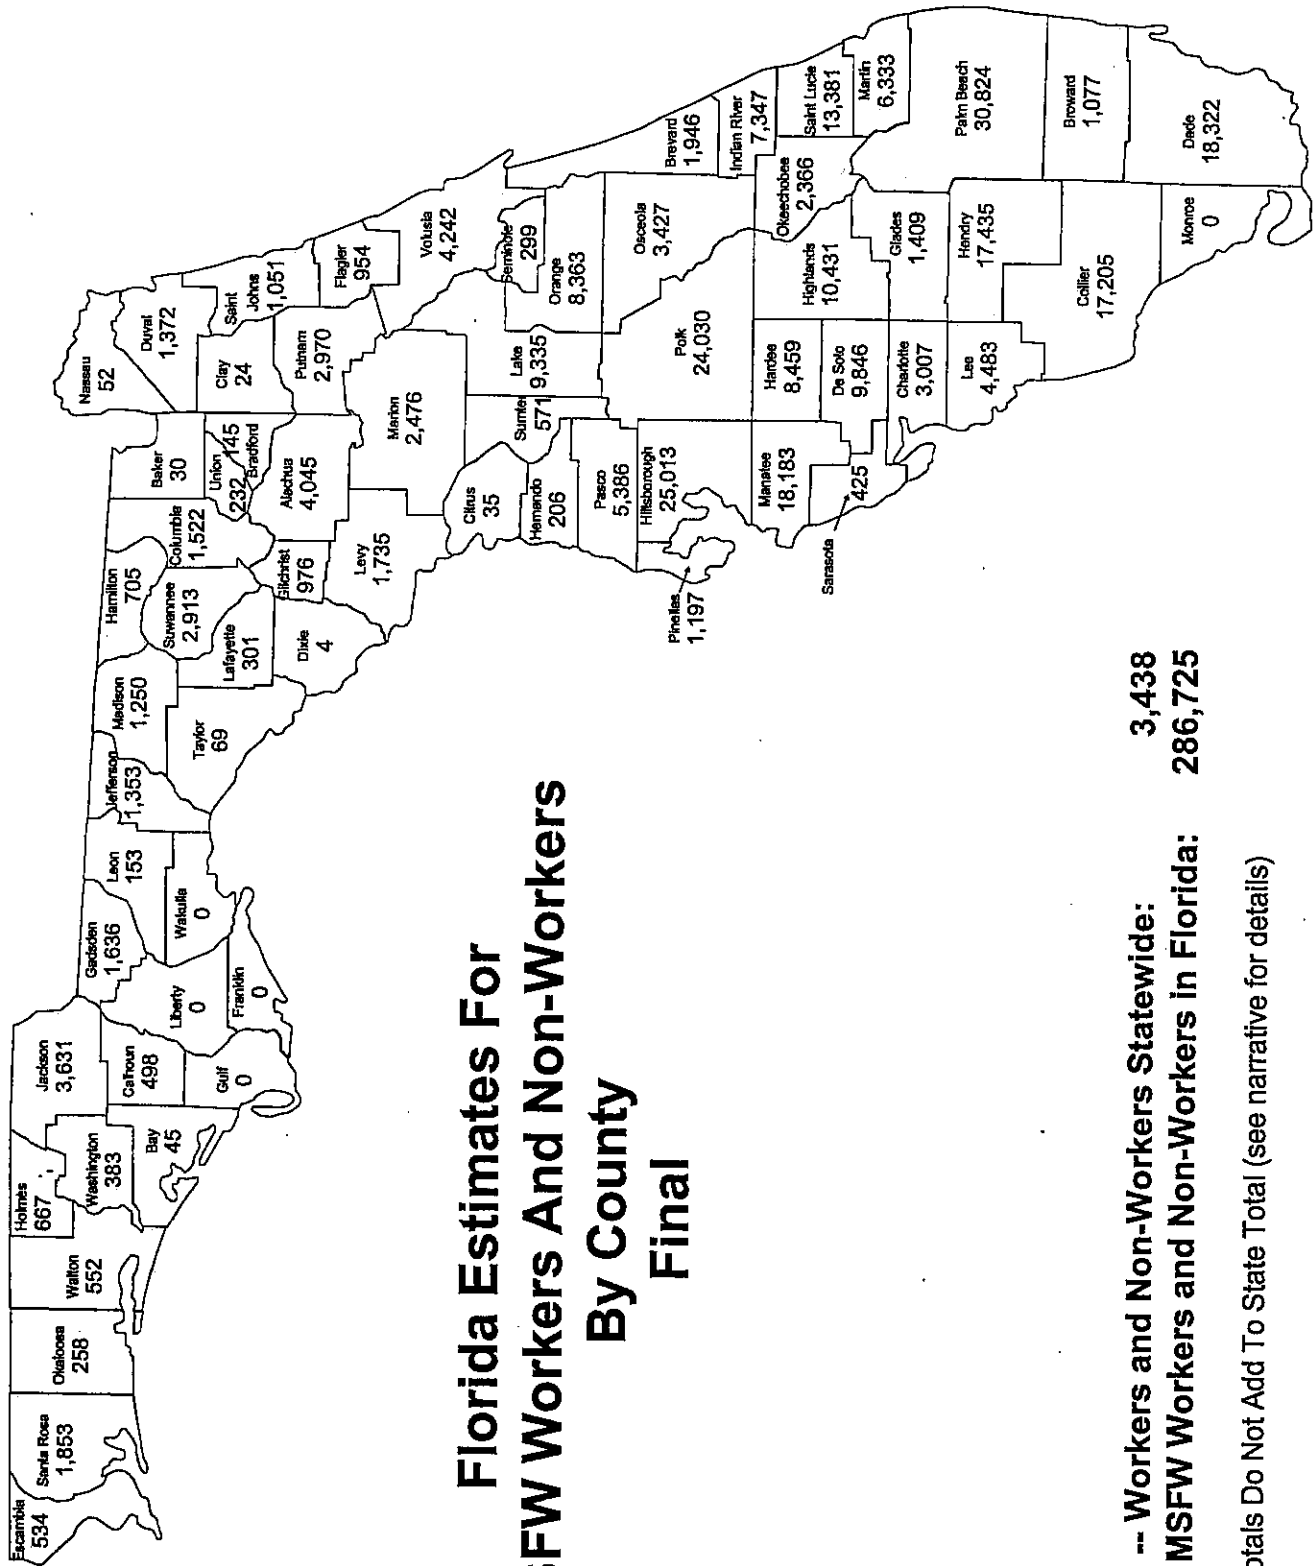 Escambia
534
Santa Rosa
1,853
Okaloosa
258
Walton
552
Holmes
667
Washington
383
Bay
45
Jackson
3,631
Calhoun
498
Gulf
0
Gadsden
1,636
Liberty
0
Franklin
0
Leon
153
Wakulla
0
Jefferson
1,353
Madison
1,250
Taylor
69
Hamilton
705
Suwannee
2,913
Lafayette
301
Dixie
4
Columbia
1,522
Gilchrist
976
Levy
1,735
Baker
30
Union
232
145
Bradford
Alachua
4,045
Marion
2,476
Nassau
52
Duval
1,372
Clay
24
Saint
Johns
1,051
Putnam
2,970
Flagler
954
Volusia
4,242
Citrus
35
Sumter
571
Lake
9,335
Seminole
299
Orange
8,363
Hernando
206
Pasco
5,386
Pinellas
1,197
Hillsborough
25,013
Polk
24,030
Osceola
3,427
Brevard
1,946
Indian River
7,347
Manatee
18,183
Hardee
8,459
Highlands
10,431
Okeechobee
2,366
Saint Lucie
13,381
Martin
6,333
Sarasota
425
De Soto
9,846
Charlotte
3,007
Glades
1,409
Lee
4,483
Hendry
17,435
Palm Beach
30,824
Collier
17,205
Broward
1,077
Monroe
0
Dade
18,322
Florida Estimates For
SFW Workers And Non-Workers
By County
Final
-- Workers and Non-Workers Statewide: 3,438
MSFW Workers and Non-Workers in Florida: 286,725
otals Do Not Add To State Total (see narrative for details)